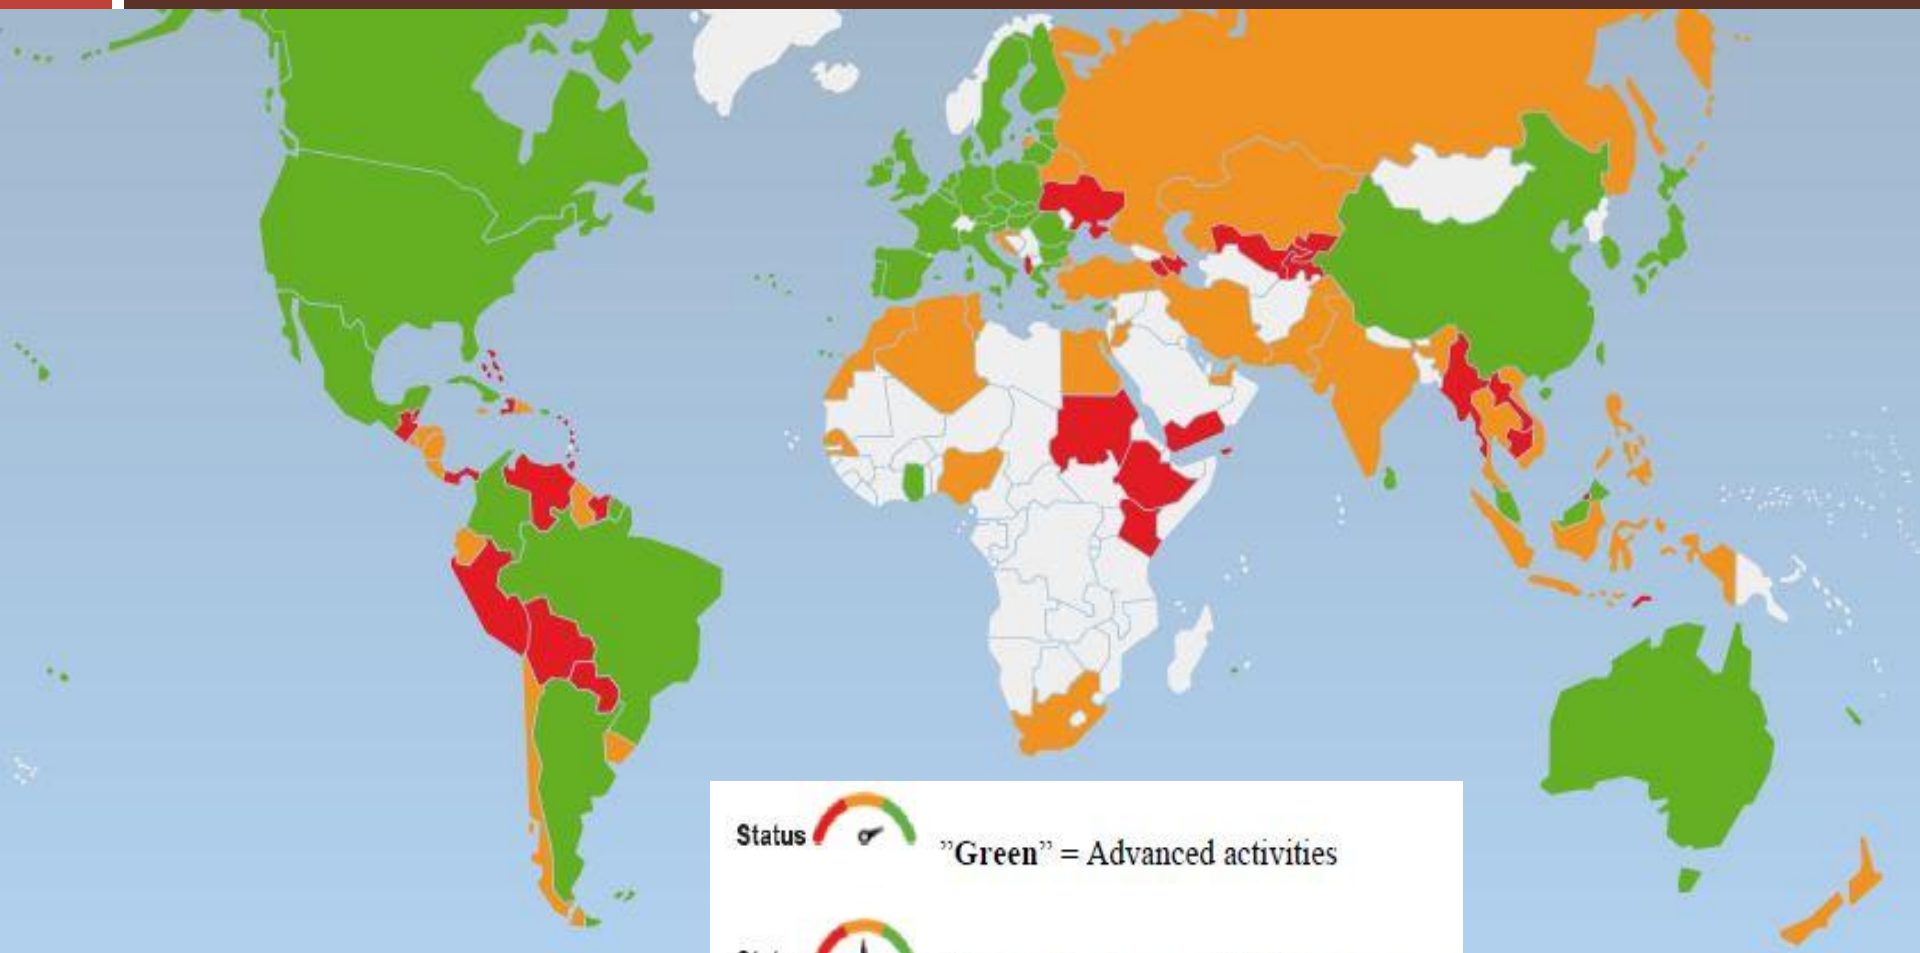 Status
”Green” = Advanced activities